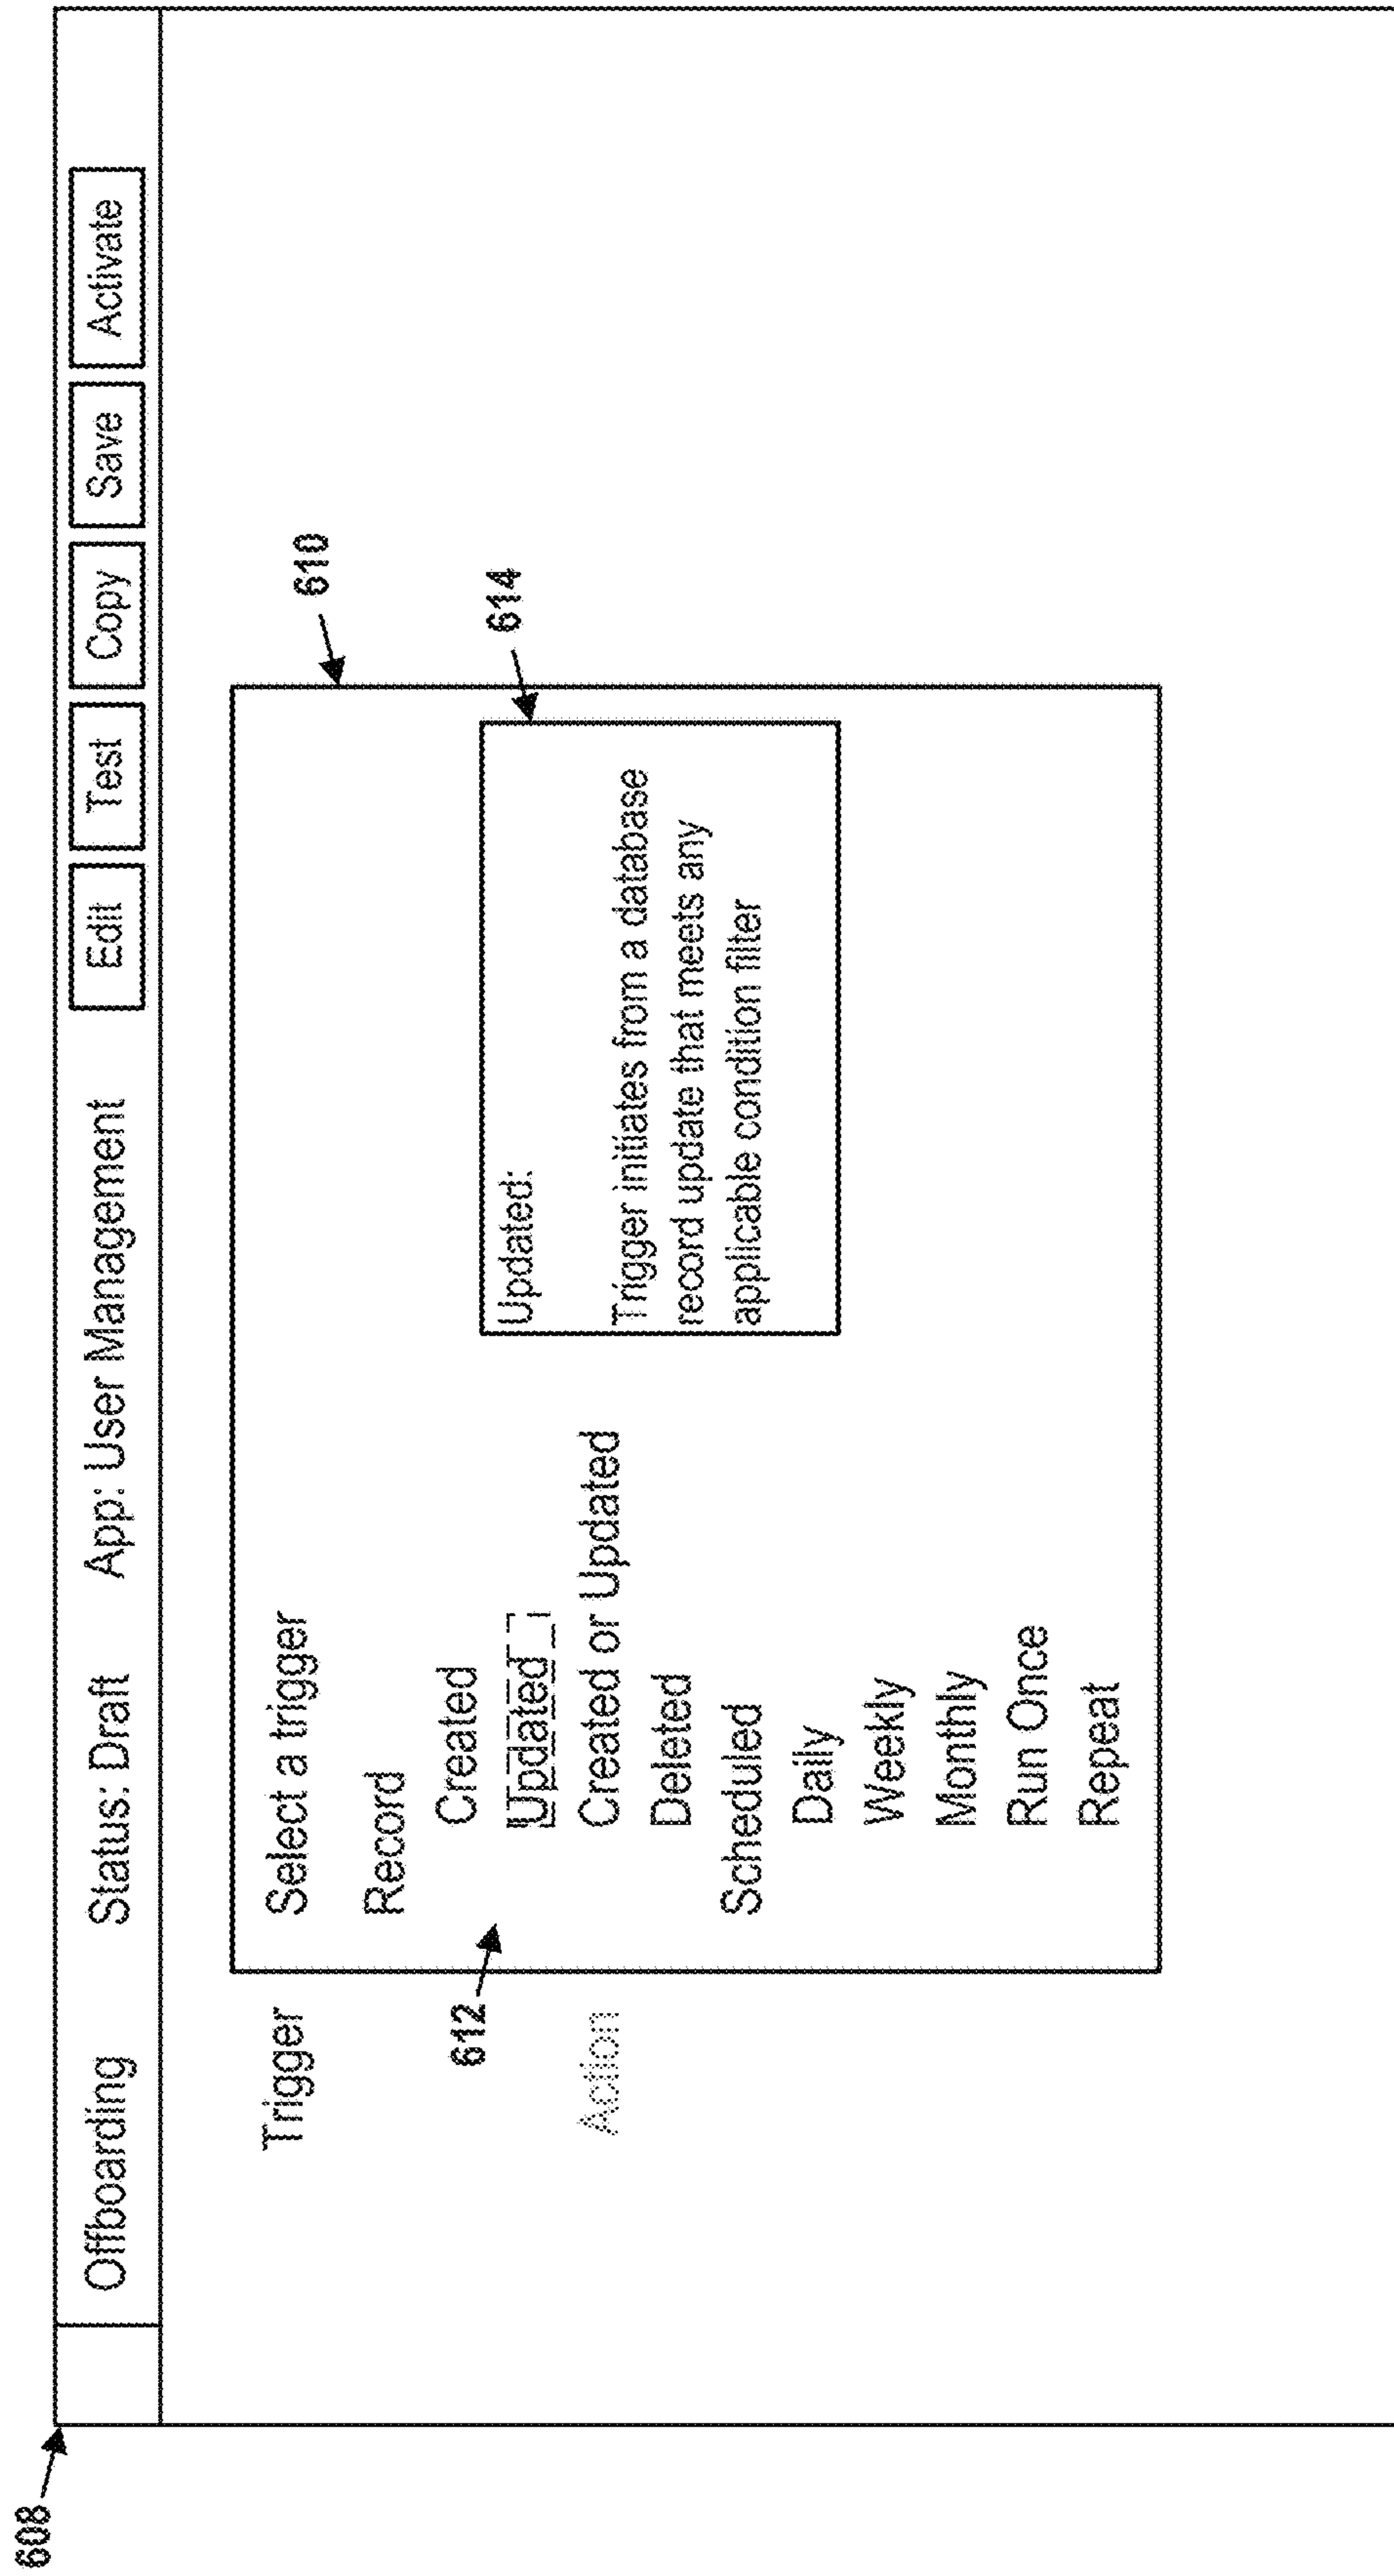 608
Offboarding Status: Draft App: User Management Edit Test Copy Save Activate
610
Trigger Select a trigger
Record
612
Created
Updated
Created or Updated
Deleted
Scheduled
Daily
Weekly
Monthly
Run Once
Repeat
614
Updated:
Trigger initiates from a database
record update that meets any
applicable condition filter
Action